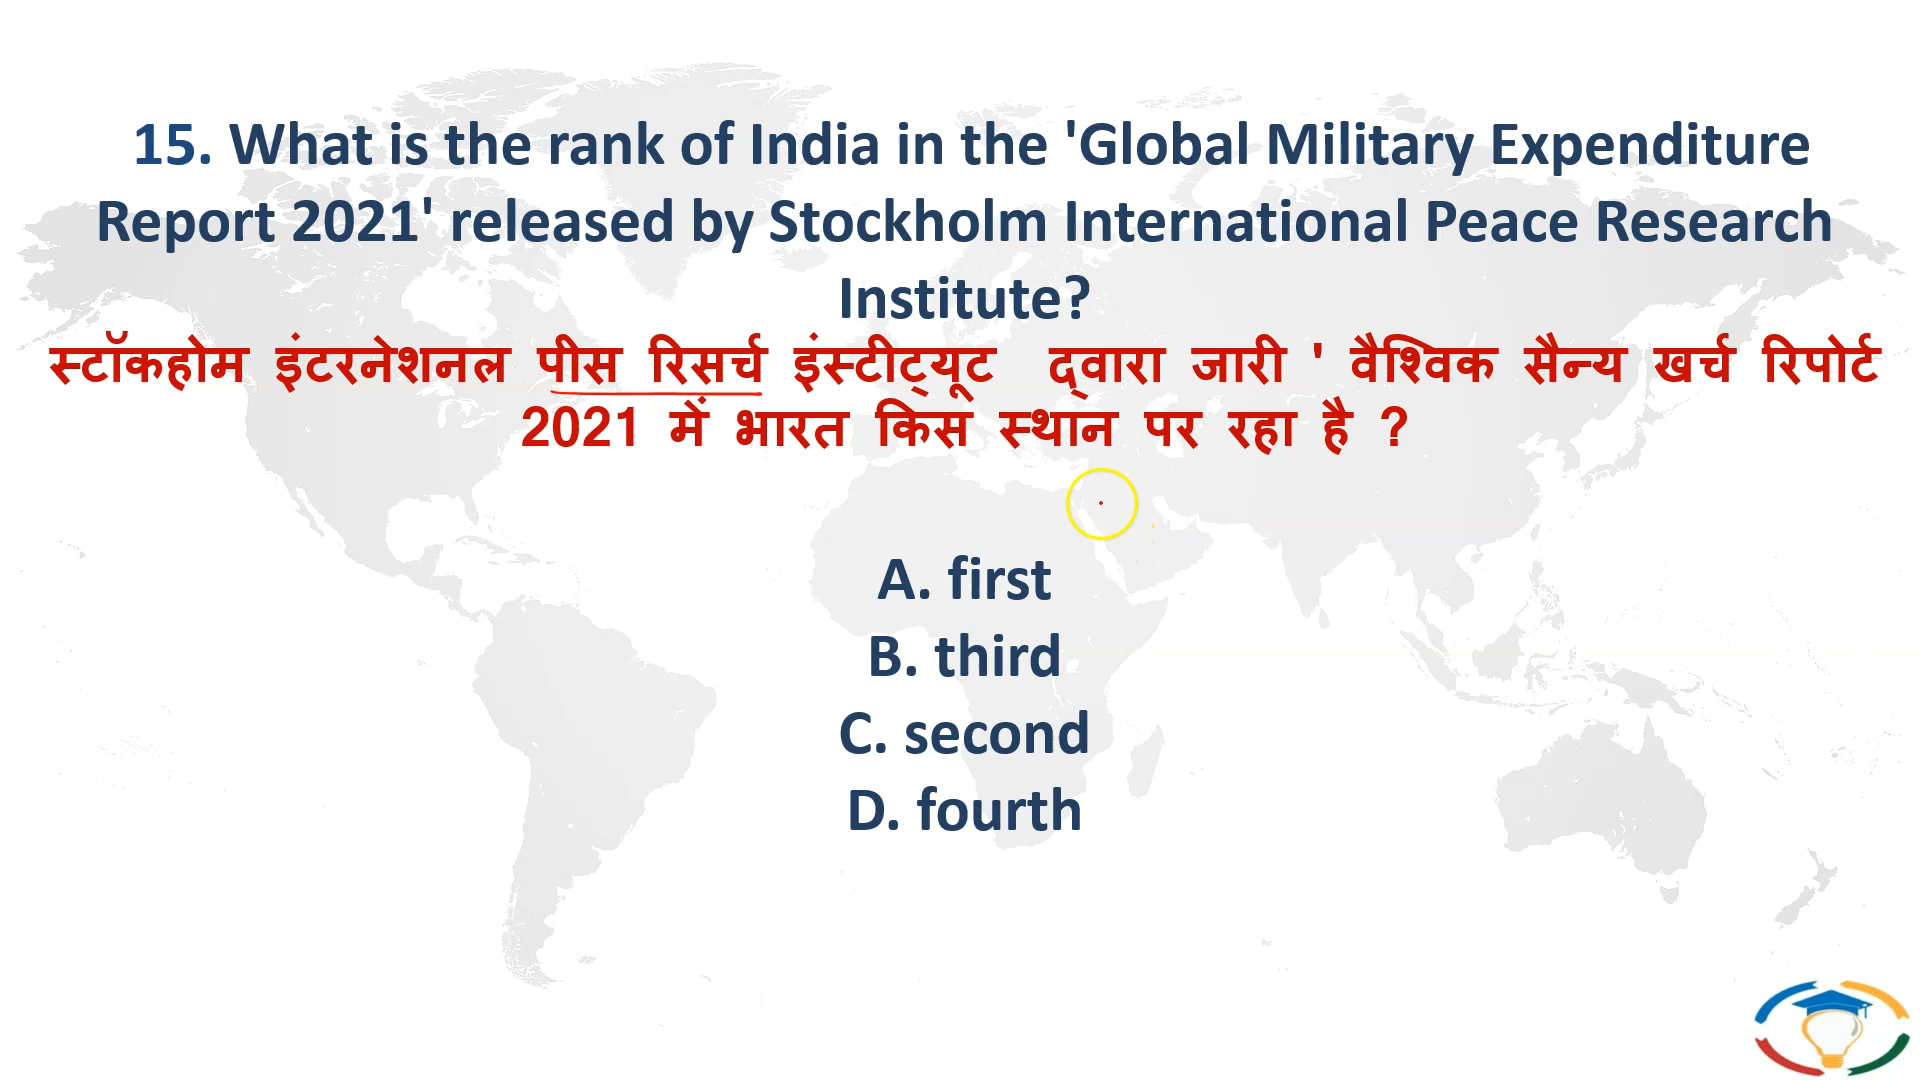 15. What is the rank of India in the 'Global Military Expenditure
Report 2021' released by Stockholm International Peace Research
Institute?
स्टॉकहोम इंटरनेशनल पीस रिसर्च इंस्टीट्यूट द्वारा जारी ' वैश्विक सैन्य खर्च रिपोर्ट
2021 में भारत किस स्थान पर रहा है ?
A. first
B. third
C. second
D. fourth